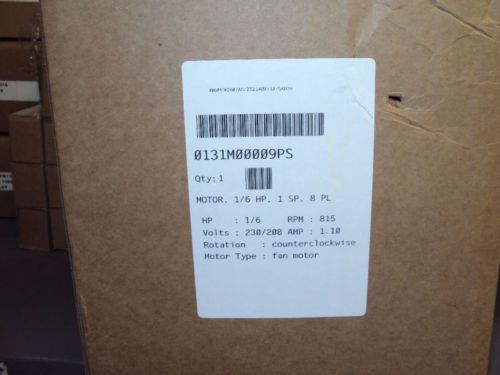 0131M00009PS
Qty: 1
MOTOR. 1/6 HP. 1 SP. 8 PL
HP : 1/6 RPM : 815
Volts : 230/208 AMP : 1.10
Rotation : counterclockwise
Motor Type : fan motor